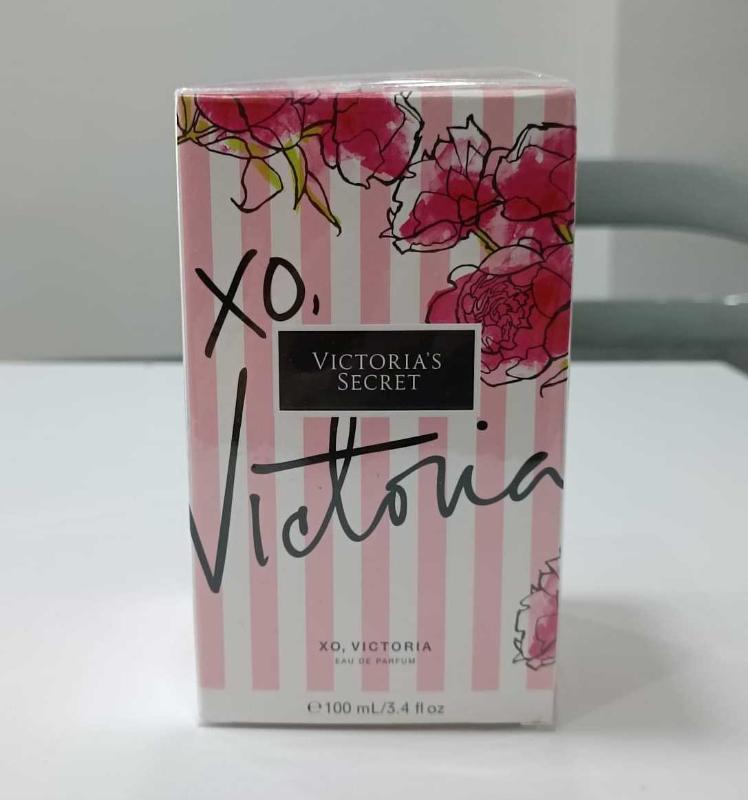 XO,
VICTORIA'S
SECRET
Victoria
XO, VICTORIA
EAU DE PARFUM
℮100 mL/3.4 fl oz